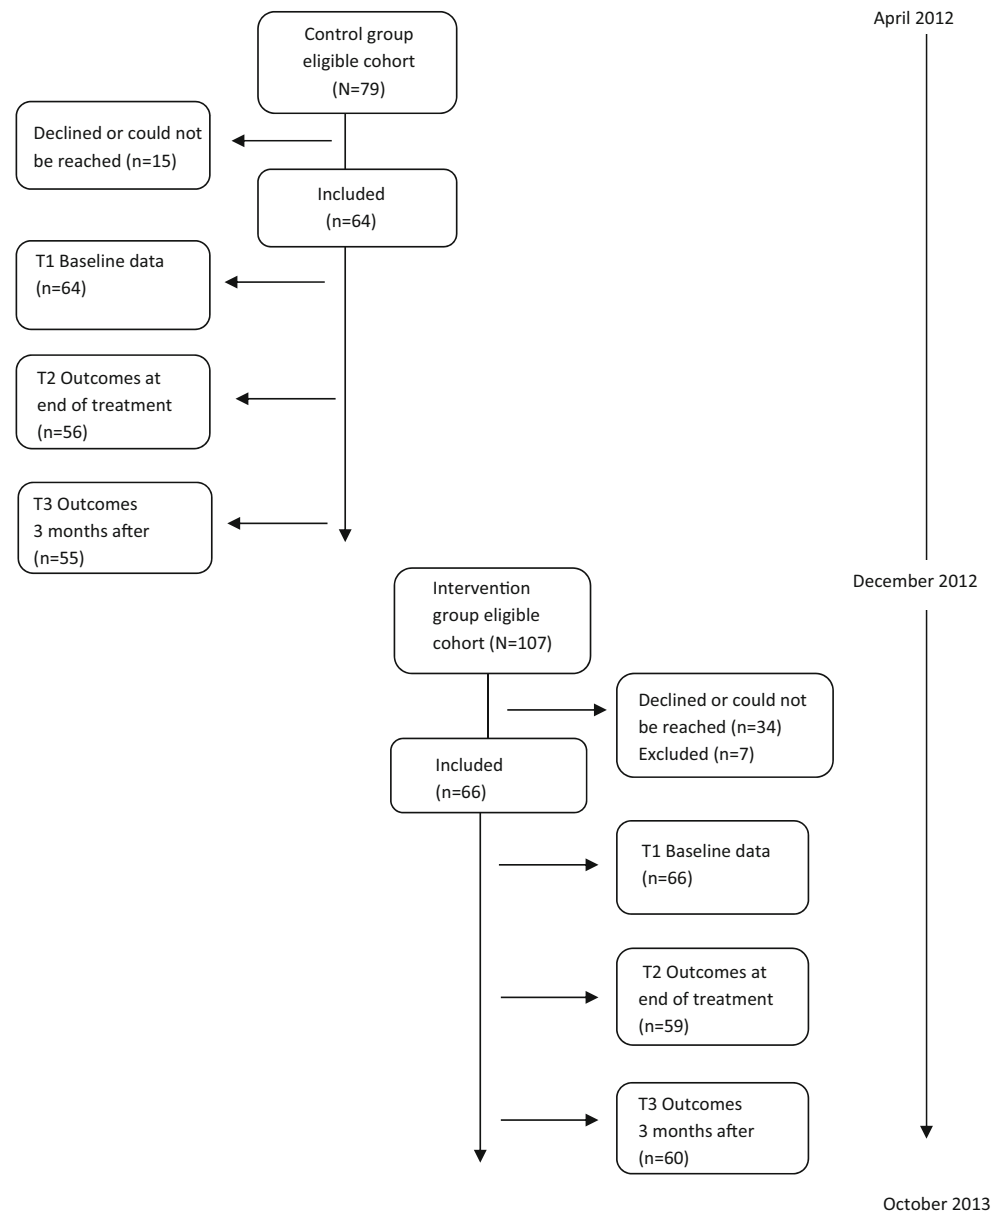 April 2012
Control group
eligible cohort
(N=79)
Declined or could not
be reached (n=15)
Included
(n=64)
T1 Baseline data
(n=64)
T2 Outcomes at
end of treatment
(n=56)
T3 Outcomes
3 months after
(n=55)
December 2012
Intervention
group eligible
cohort (N=107)
Declined or could not
be reached (n=34)
Excluded (n=7)
Included
(n=66)
T1 Baseline data
(n=66)
T2 Outcomes at
end of treatment
(n=59)
T3 Outcomes
3 months after
(n=60)
October 2013